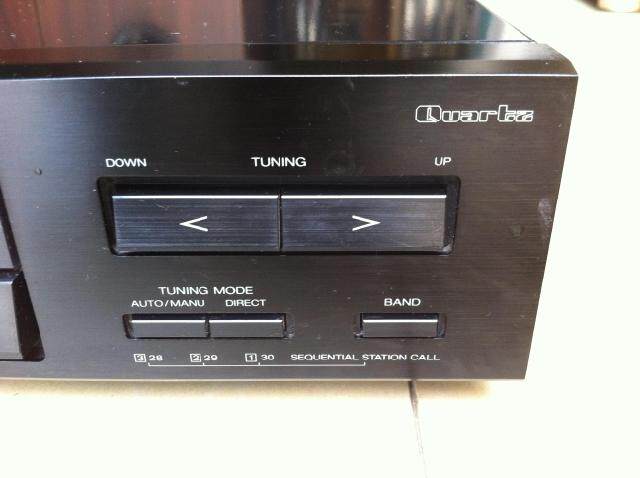 Quartz
DOWN TUNING UP
< >
TUNING MODE
AUTO/MANU DIRECT BAND
3 28 2 29 1 30 SEQUENTIAL STATION CALL